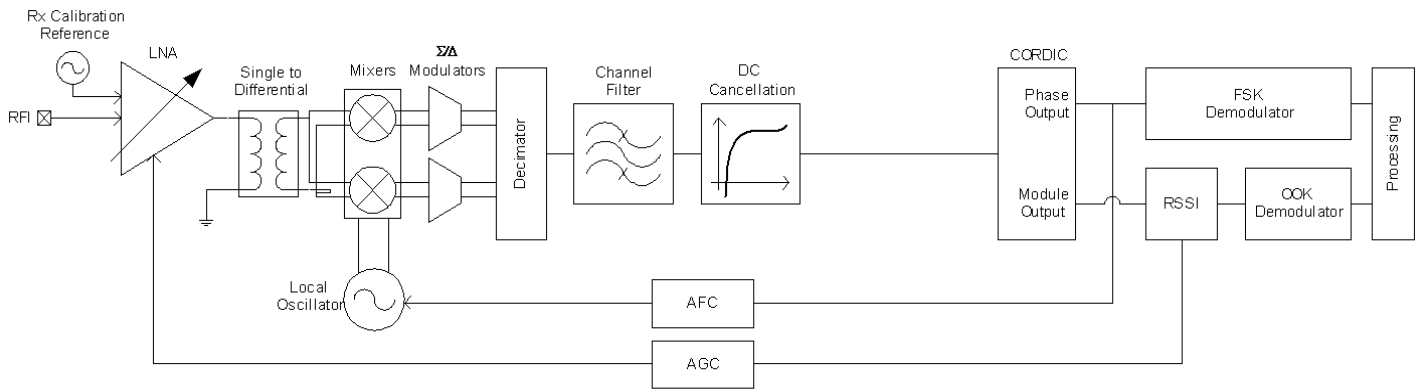 Rx Calibration
Reference
LNA
RFI
Single to
Differential
Mixers
Σ/Δ
Modulators
Decimator
Channel
Filter
DC
Cancellation
CORDIC
Phase
Output
Module
Output
FSK
Demodulator
RSSI
OOK
Demodulator
Processing
Local
Oscillator
AFC
AGC